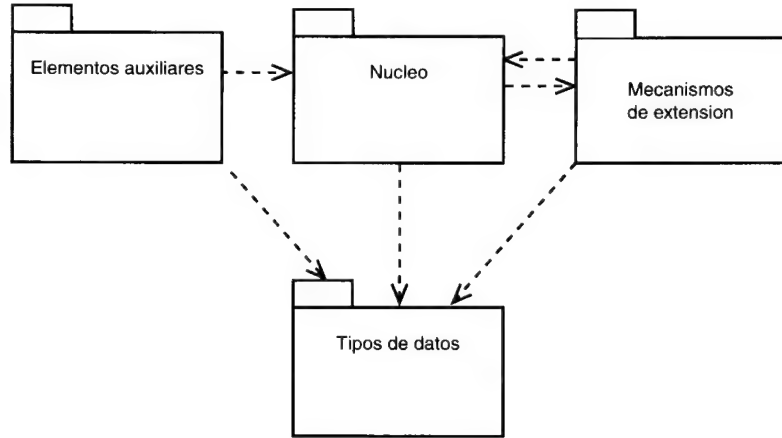 Elementos auxiliares
Nucleo
Mecanismos
de extension
Tipos de datos